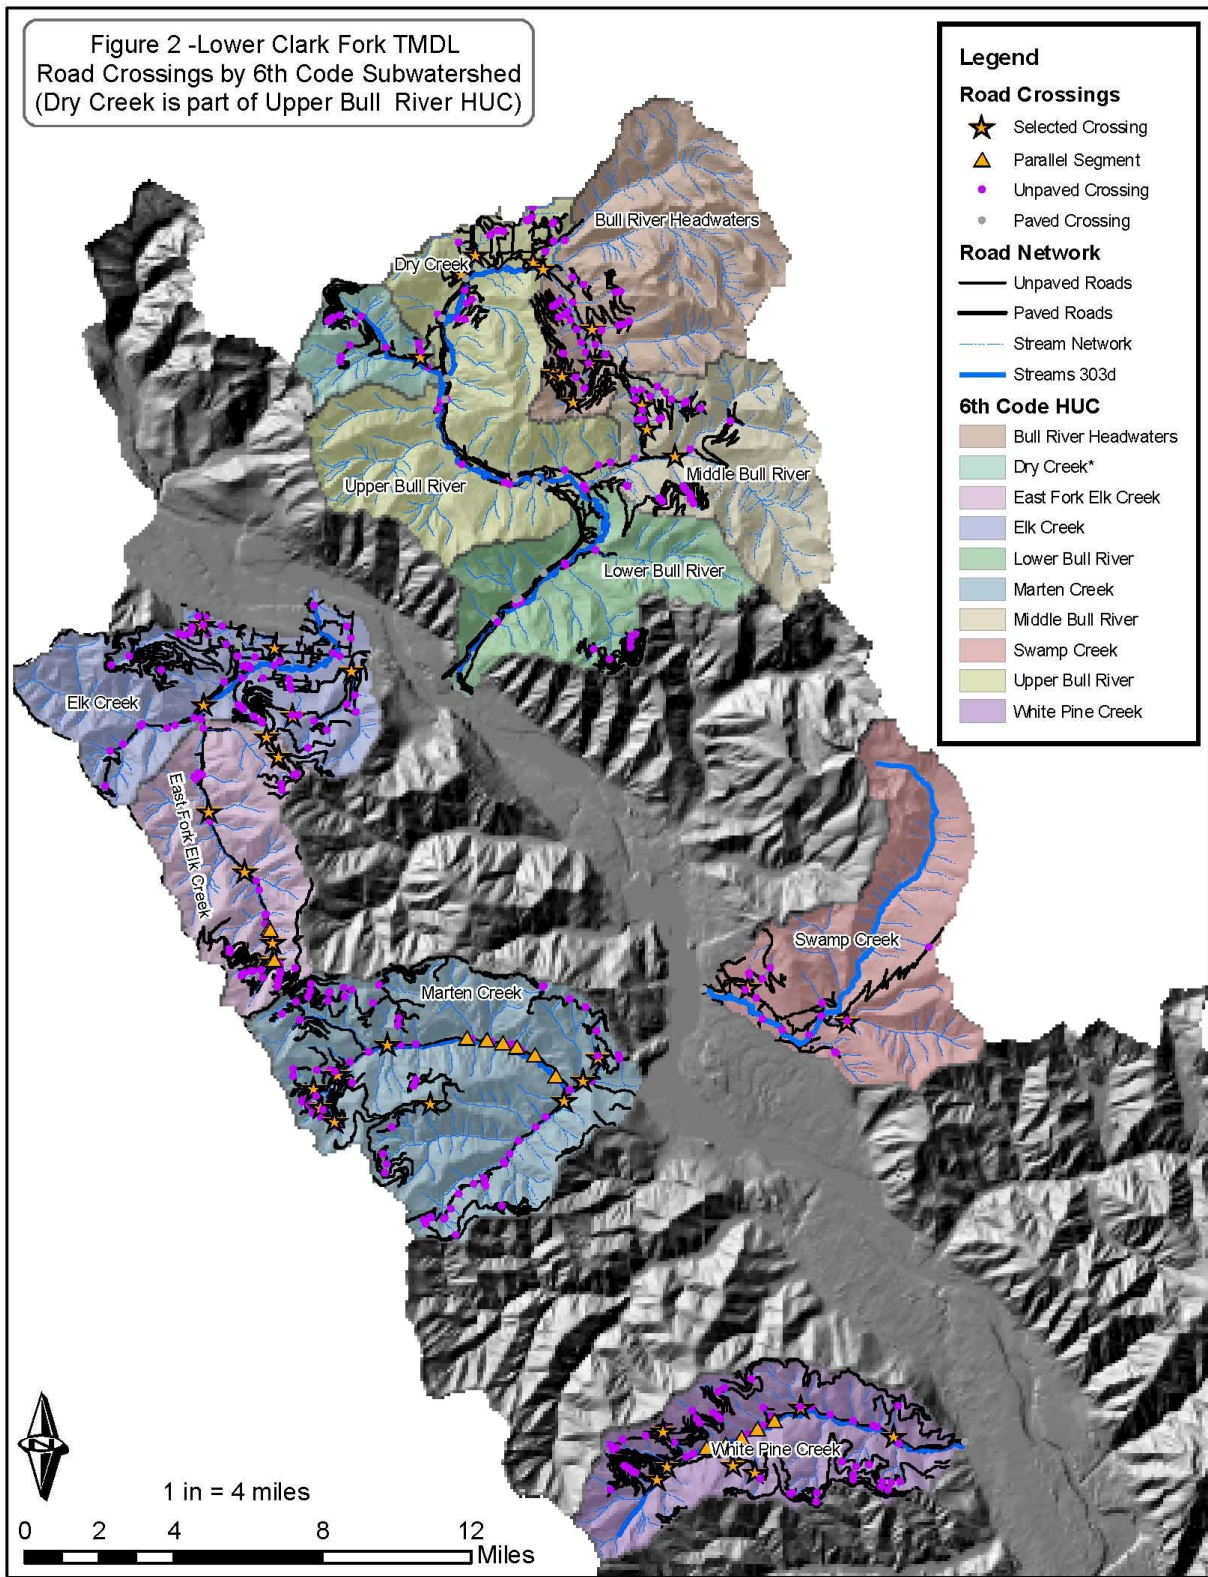 Figure 2 -Lower Clark Fork TMDL
Road Crossings by 6th Code Subwatershed
(Dry Creek is part of Upper Bull River HUC)
Legend
Road Crossings
Selected Crossing
Parallel Segment
Unpaved Crossing
Paved Crossing
Road Network
Unpaved Roads
Paved Roads
Stream Network
Streams 303d
6th Code HUC
Bull River Headwaters
Dry Creek*
East Fork Elk Creek
Elk Creek
Lower Bull River
Marten Creek
Middle Bull River
Swamp Creek
Upper Bull River
White Pine Creek
Bull River Headwaters
Dry Creek
Upper Bull River
Middle Bull River
Lower Bull River
Elk Creek
East Fork Elk Creek
Swamp Creek
Marten Creek
White Pine Creek
N
1 in = 4 miles
0 2 4 8 12
Miles